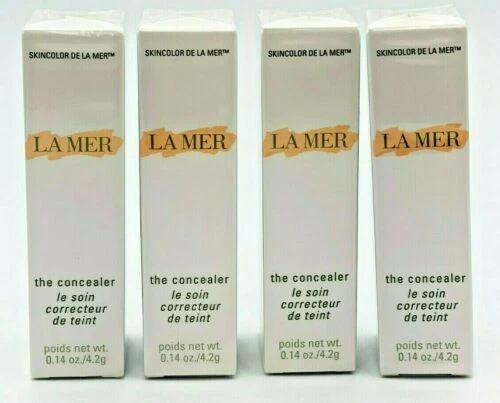 SKINCOLOR DE LA MER™
LA MER
the concealer
le soin
correcteur
de teint
poids net wt.
0.14 oz./4.2g
SKINCOLOR DE LA MER™
LA MER
the concealer
le soin
correcteur
de teint
poids net wt.
0.14 oz./4.2g
SKINCOLOR DE LA MER™
LA MER
the concealer
le soin
correcteur
de teint
poids net wt.
0.14 oz./4.2g
SKINCOLOR DE LA MER™
LA MER
the concealer
le soin
correcteur
de teint
poids net wt.
0.14 oz./4.2g